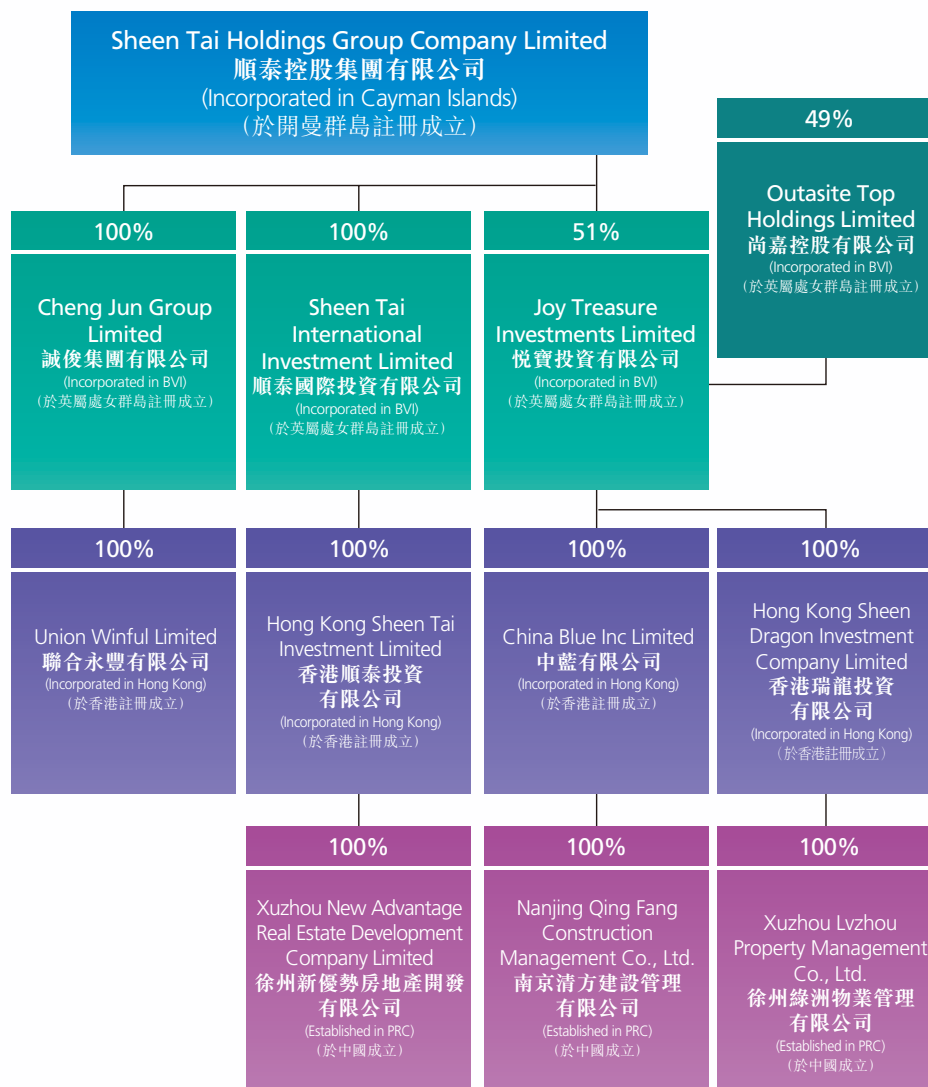 Sheen Tai Holdings Group Company Limited
順泰控股集團有限公司
(Incorporated in Cayman Islands)
（於開曼群島註冊成立）
49%
Outasite Top
Holdings Limited
尚嘉控股有限公司
(Incorporated in BVI)
（於英屬處女群島註冊成立）
100%
Cheng Jun Group
Limited
誠俊集團有限公司
(Incorporated in BVI)
（於英屬處女群島註冊成立）
100%
Sheen Tai
International
Investment Limited
順泰國際投資有限公司
(Incorporated in BVI)
（於英屬處女群島註冊成立）
51%
Joy Treasure
Investments Limited
悦寶投資有限公司
(Incorporated in BVI)
（於英屬處女群島註冊成立）
100%
Union Winful Limited
聯合永豐有限公司
(Incorporated in Hong Kong)
（於香港註冊成立）
100%
Hong Kong Sheen Tai
Investment Limited
香港順泰投資
有限公司
(Incorporated in Hong Kong)
（於香港註冊成立）
100%
China Blue Inc Limited
中藍有限公司
(Incorporated in Hong Kong)
（於香港註冊成立）
100%
Hong Kong Sheen
Dragon Investment
Company Limited
香港瑞龍投資
有限公司
(Incorporated in Hong Kong)
（於香港註冊成立）
100%
Xuzhou New Advantage
Real Estate Development
Company Limited
徐州新優勢房地產開發
有限公司
(Established in PRC)
（於中國成立）
100%
Nanjing Qing Fang
Construction
Management Co., Ltd.
南京清方建設管理
有限公司
(Established in PRC)
（於中國成立）
100%
Xuzhou Lvzhou
Property Management
Co., Ltd.
徐州綠洲物業管理
有限公司
(Established in PRC)
（於中國成立）